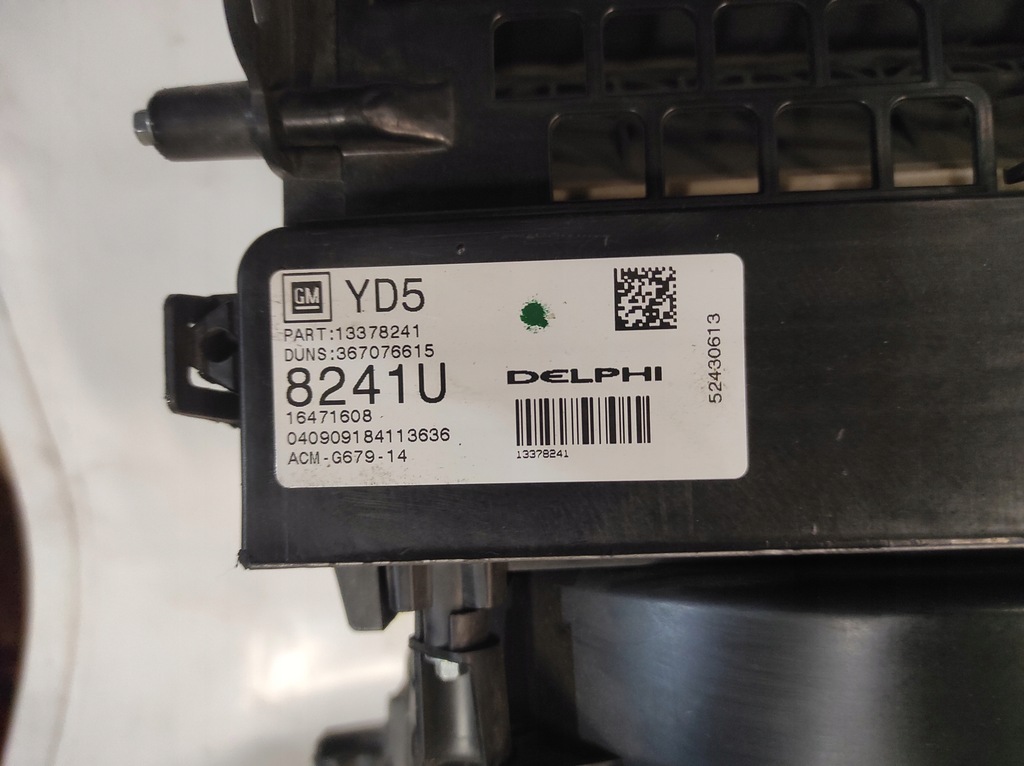 GM YD5
PART:13378241
DUNS:367076615
8241U
16471608
040909184113636
ACM-G679-14
DELPHI
13378241
52430613